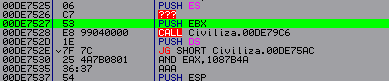 00DE7525 06 PUSH ES
00DE7526 C7 ???
00DE7527 53 PUSH EBX
00DE7528 E8 99040000 CALL Civiliza.00DE79C6
00DE752D 1E PUSH DS
00DE752E 7F 7C JG SHORT Civiliza.00DE75AC
00DE7530 25 4A7B0801 AND EAX,1087B4A
00DE7535 36:37 AAA
00DE7537 54 PUSH ESP